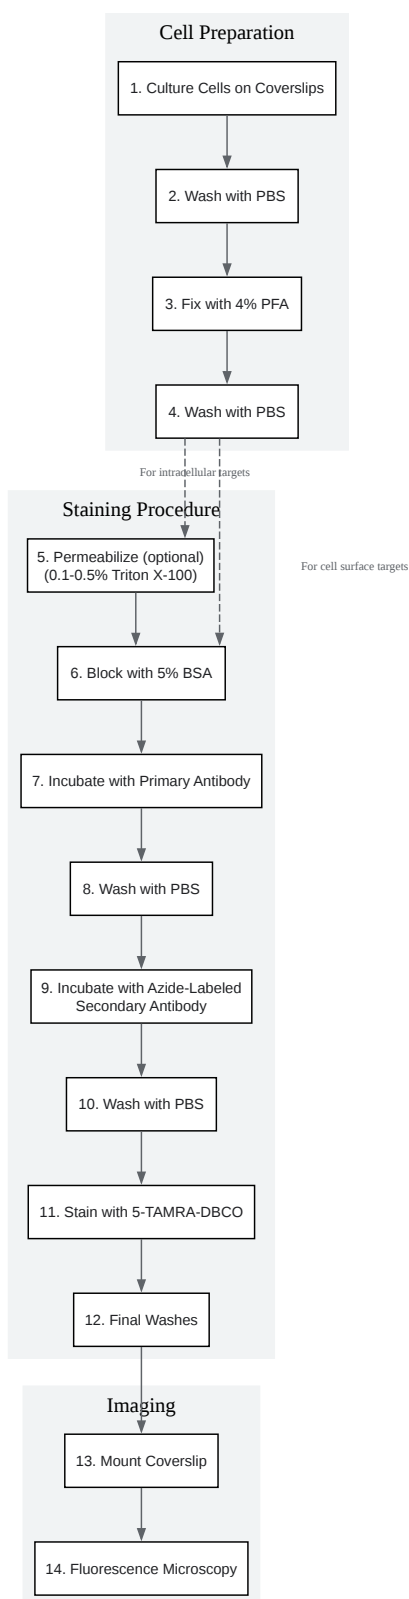 Cell Preparation
1. Culture Cells on Coverslips
2. Wash with PBS
3. Fix with 4% PFA
4. Wash with PBS
For intracellular targets
Staining Procedure
5. Permeabilize (optional)
(0.1-0.5% Triton X-100)
For cell surface targets
6. Block with 5% BSA
7. Incubate with Primary Antibody
8. Wash with PBS
9. Incubate with Azide-Labeled
Secondary Antibody
10. Wash with PBS
11. Stain with 5-TAMRA-DBCO
12. Final Washes
Imaging
13. Mount Coverslip
14. Fluorescence Microscopy